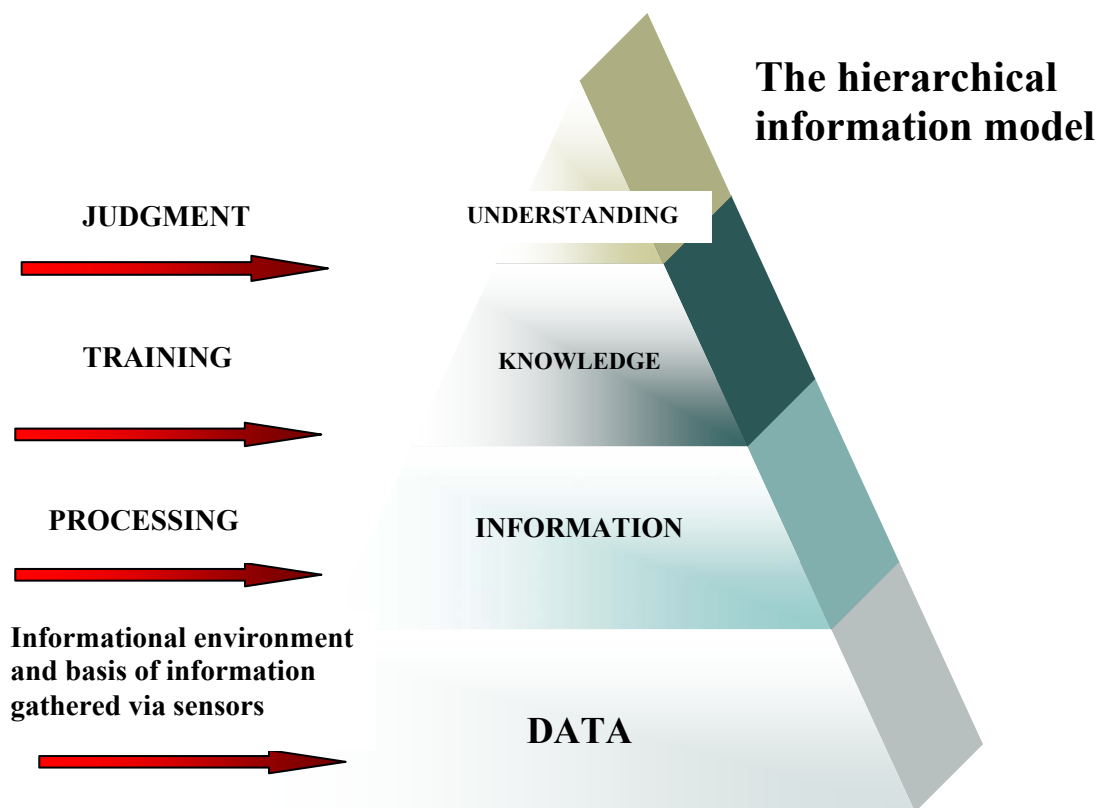 The hierarchical
information model
JUDGMENT
UNDERSTANDING
TRAINING
KNOWLEDGE
PROCESSING
INFORMATION
Informational environment
and basis of information
gathered via sensors
DATA